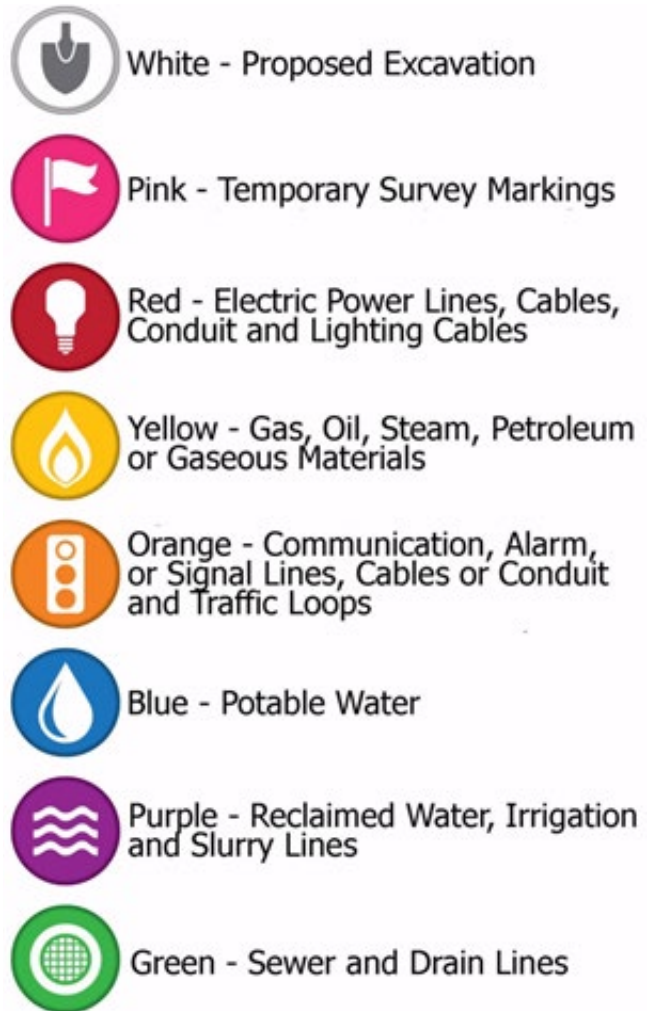 White - Proposed Excavation
Pink - Temporary Survey Markings
Red - Electric Power Lines, Cables,
Conduit and Lighting Cables
Yellow - Gas, Oil, Steam, Petroleum
or Gaseous Materials
Orange - Communication, Alarm,
or Signal Lines, Cables or Conduit
and Traffic Loops
Blue - Potable Water
Purple - Reclaimed Water, Irrigation
and Slurry Lines
Green - Sewer and Drain Lines